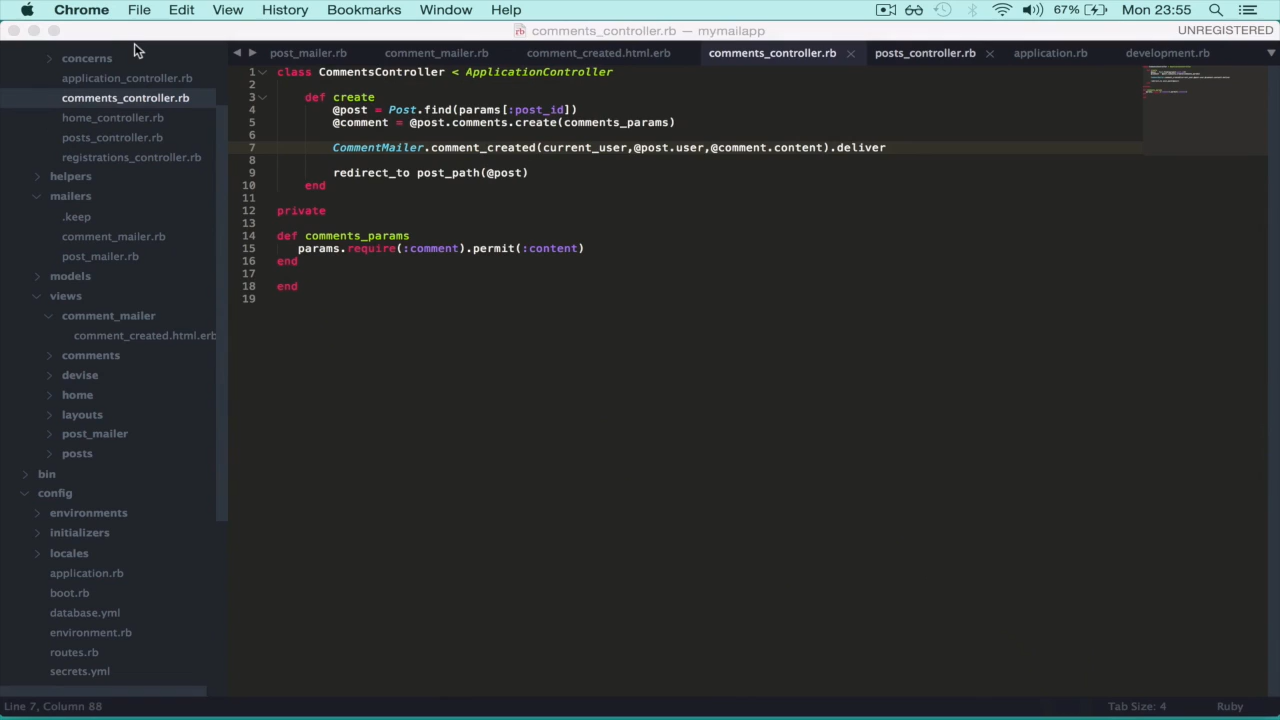 Chrome File Edit View History Bookmarks Window Help 67% Mon 23:55
comments_controller.rb — mymailapp UNREGISTERED
post_mailer.rb comment_mailer.rb comment_created.html.erb comments_controller.rb posts_controller.rb application.rb development.rb
concerns
application_controller.rb
comments_controller.rb
home_controller.rb
posts_controller.rb
registrations_controller.rb
helpers
mailers
.keep
comment_mailer.rb
post_mailer.rb
models
views
comment_mailer
comment_created.html.erb
comments
devise
home
layouts
post_mailer
posts
bin
config
environments
initializers
locales
application.rb
boot.rb
database.yml
environment.rb
routes.rb
secrets.yml
1 class CommentsController < ApplicationController
2
3 def create
4 @post = Post.find(params[:post_id])
5 @comment = @post.comments.create(comments_params)
6
7 CommentMailer.comment_created(current_user,@post.user,@comment.content).deliver
8
9 redirect_to post_path(@post)
10 end
11
12 private
13
14 def comments_params
15 params.require(:comment).permit(:content)
16 end
17
18 end
19
Line 7, Column 88 Tab Size: 4 Ruby